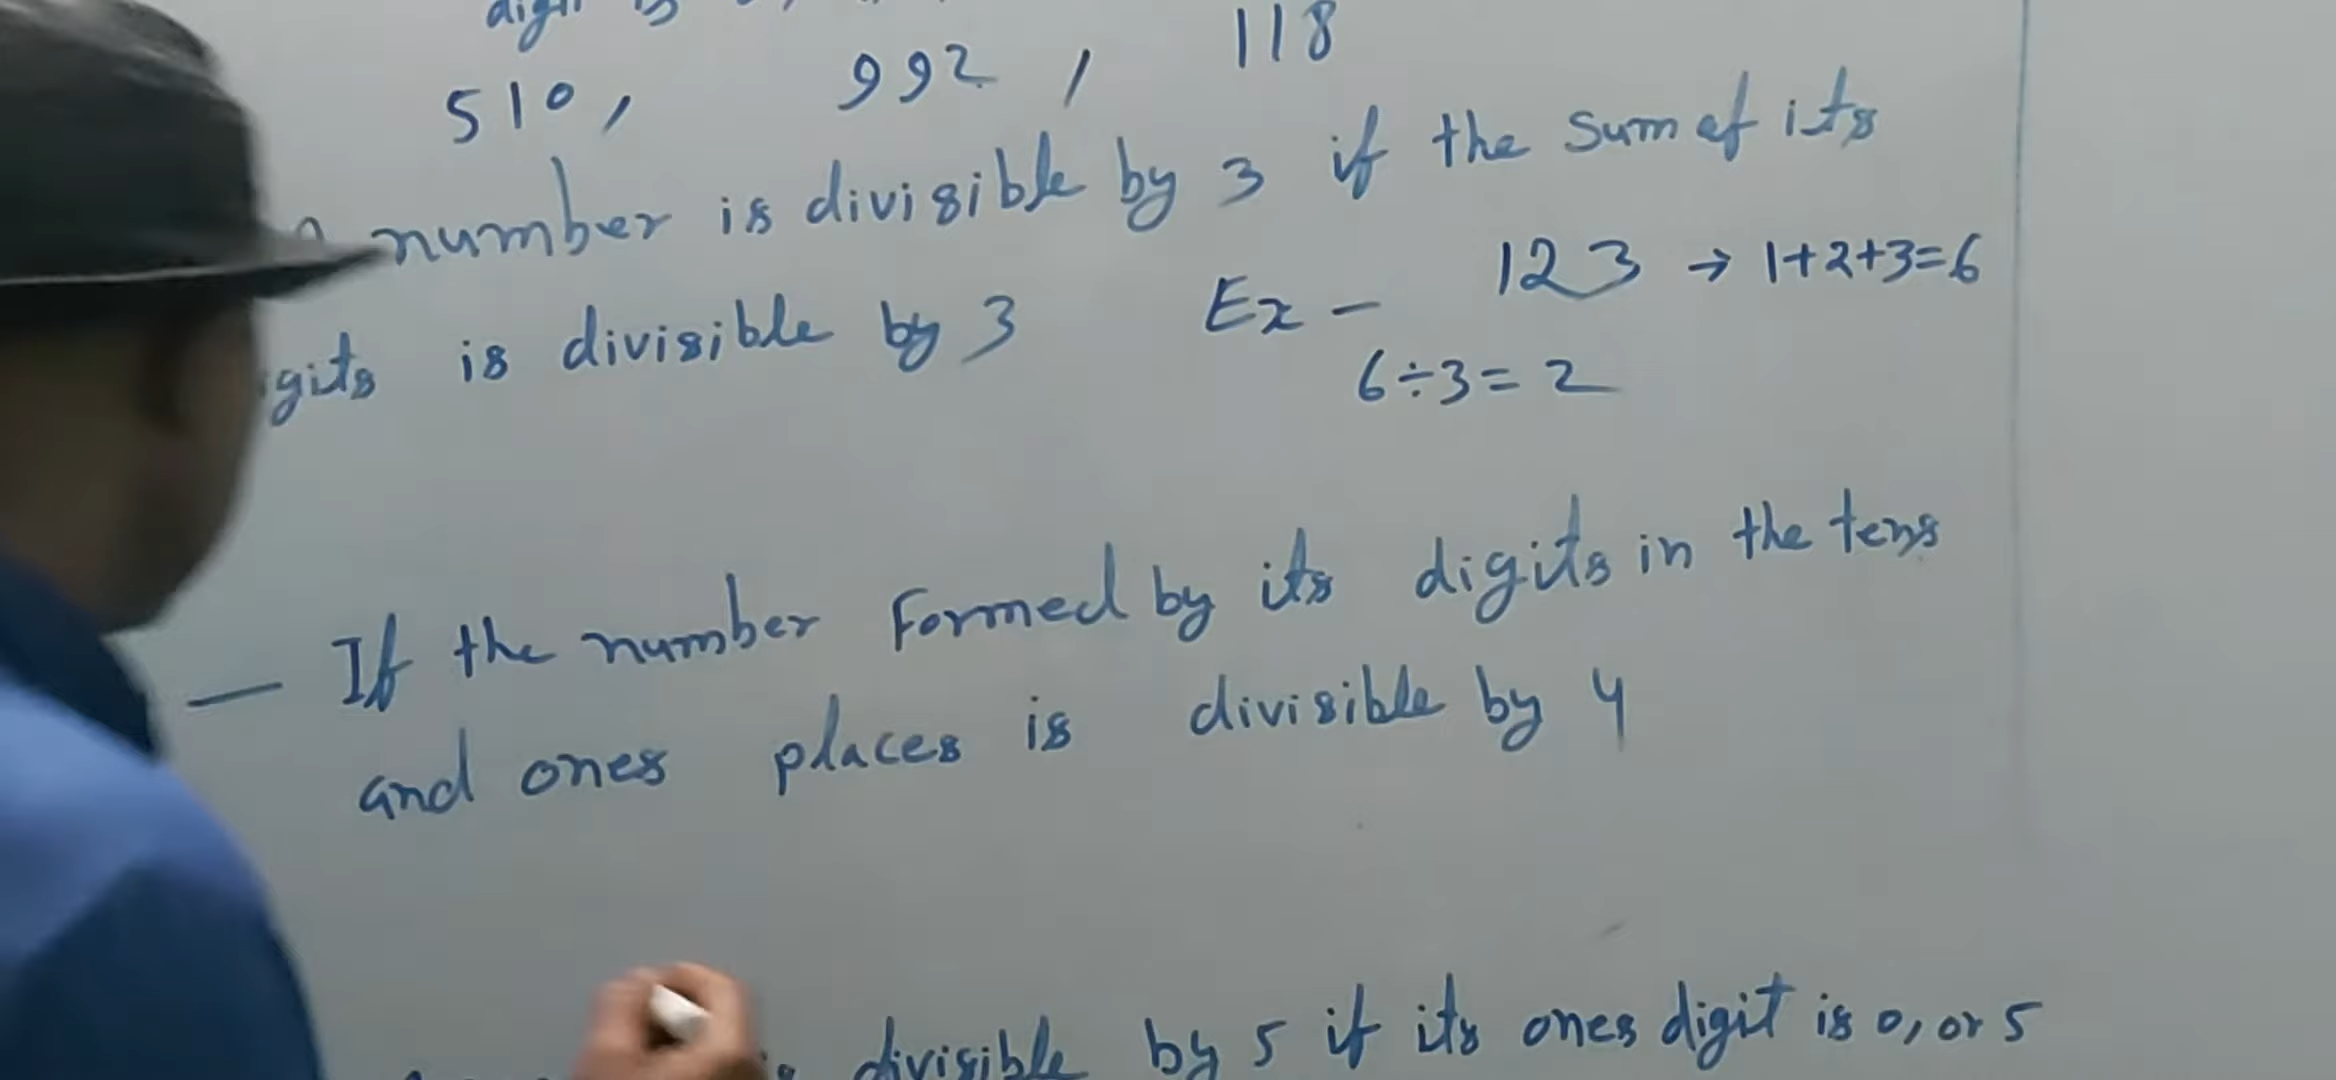 digit is
510, 992, 118
number is divisible by 3 if the sum of its
gits is divisible by 3 Ex - 123 → 1+2+3=6
6÷3=2
— If the number formed by its digits in the tens
and ones places is divisible by 4
divisible by 5 if its ones digit is 0, or 5